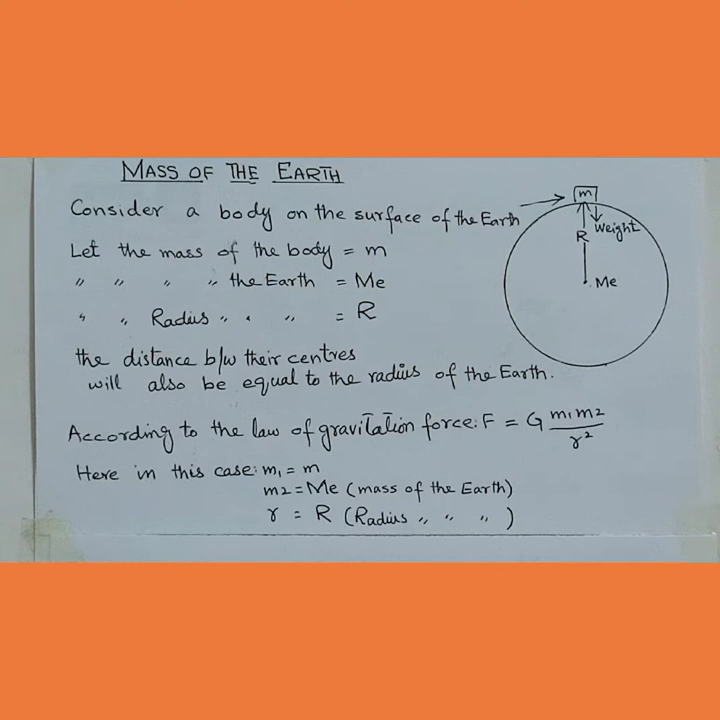 MASS OF THE EARTH
Consider a body on the surface of the Earth
Let the mass of the body = m
" " " " the Earth = Me
" " Radius " " " = R
the distance b/w their centres
will also be equal to the radius of the Earth.
According to the law of gravitation force: F = G m1 m2 / r²
Here in this case: m1 = m
m2 = Me (mass of the Earth)
r = R (Radius " " " )
m
Weight
R
Me